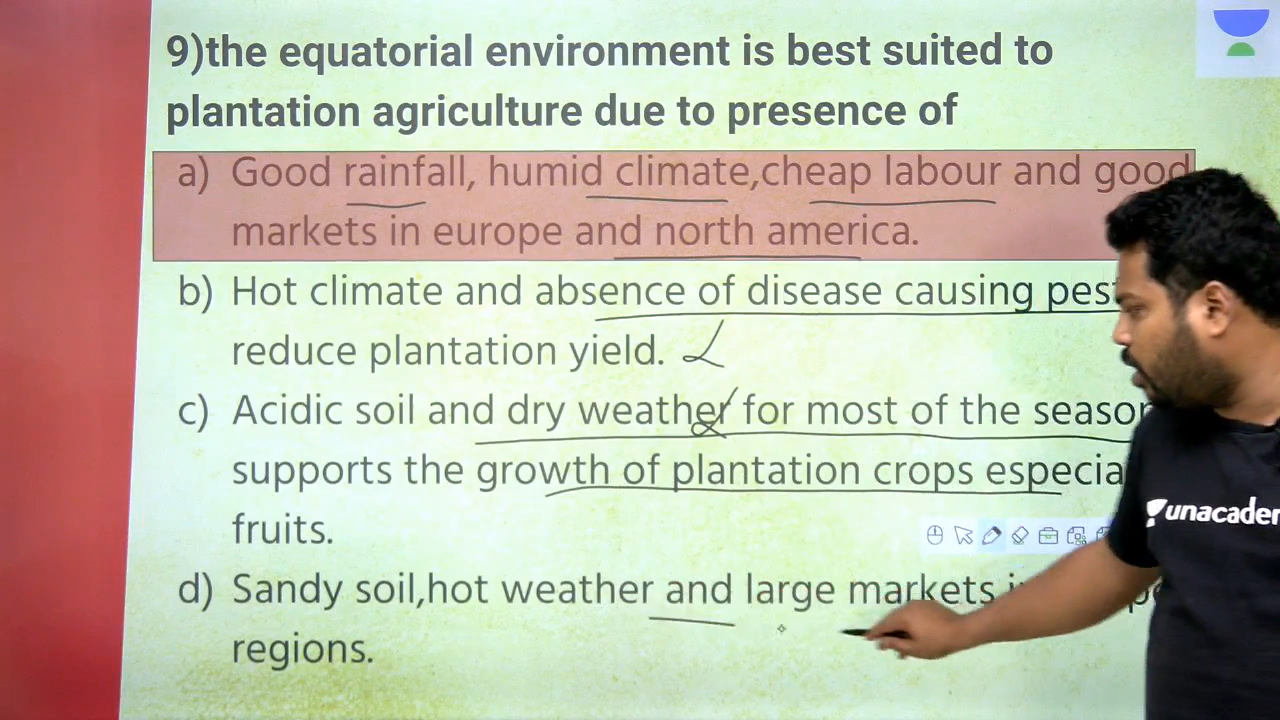 9)the equatorial environment is best suited to
plantation agriculture due to presence of
a) Good rainfall, humid climate,cheap labour and good
markets in europe and north america.
b) Hot climate and absence of disease causing pest
reduce plantation yield.
c) Acidic soil and dry weather for most of the season
supports the growth of plantation crops especia
fruits.
d) Sandy soil,hot weather and large markets
regions.
unacadem